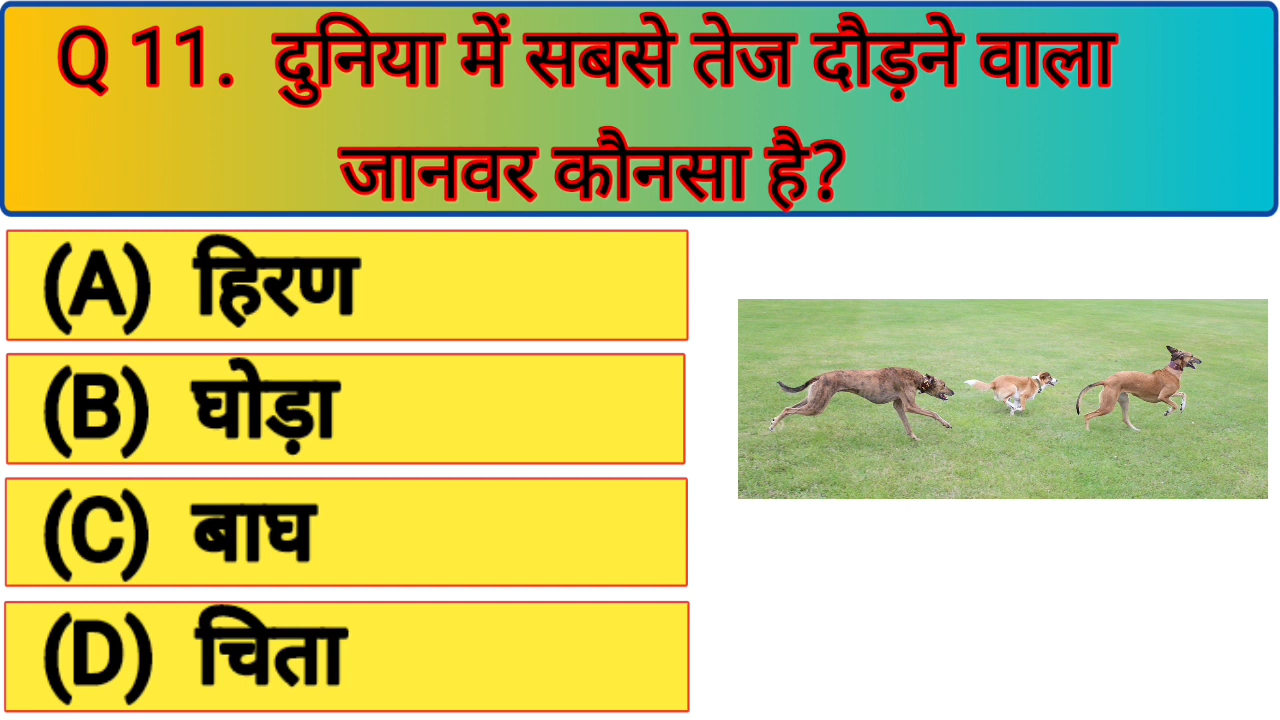 Q 11. दुनिया में सबसे तेज दौड़ने वाला
जानवर कौनसा है?
(A) हिरण
(B) घोड़ा
(C) बाघ
(D) चिता